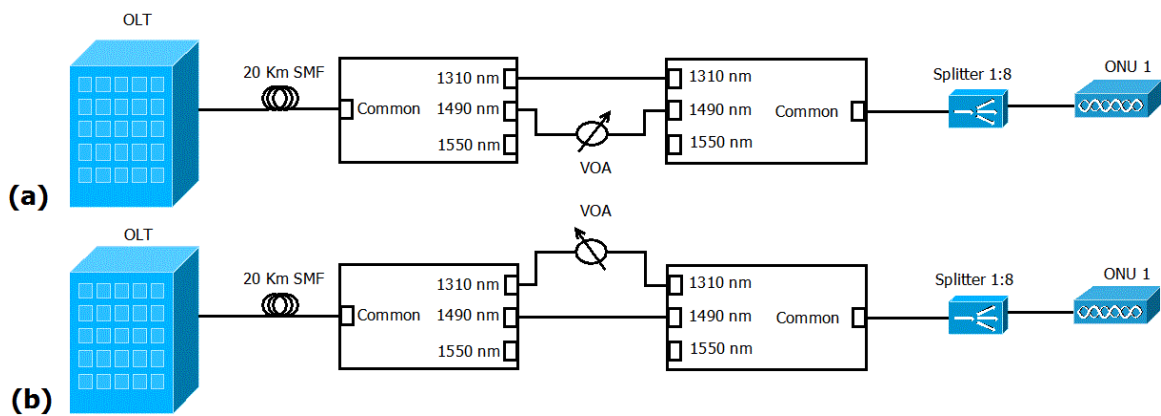 OLT
20 Km SMF
Common
1310 nm
1490 nm
1550 nm
VOA
1310 nm
1490 nm
1550 nm
Common
Splitter 1:8
ONU 1
(a)
OLT
20 Km SMF
Common
1310 nm
1490 nm
1550 nm
VOA
1310 nm
1490 nm
1550 nm
Common
Splitter 1:8
ONU 1
(b)